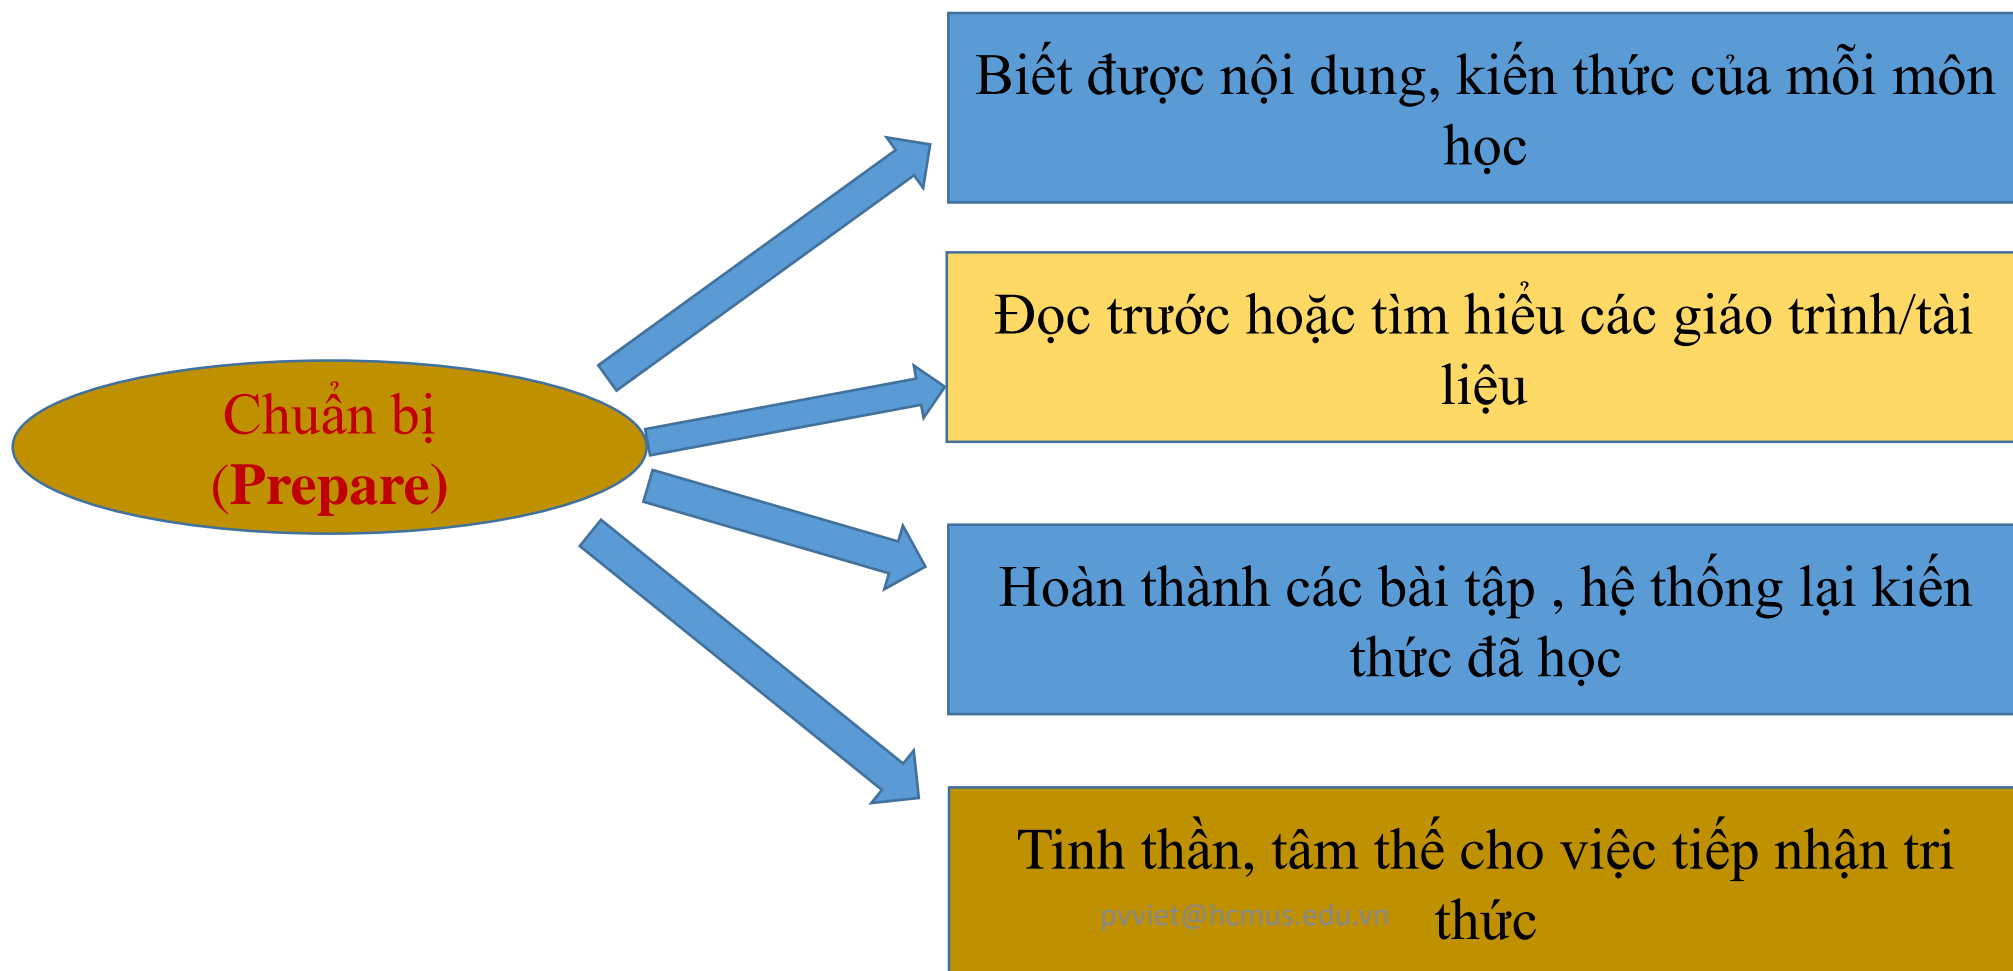 Biết được nội dung, kiến thức của mỗi môn
học
Đọc trước hoặc tìm hiểu các giáo trình/tài
liệu
Chuẩn bị
(Prepare)
Hoàn thành các bài tập , hệ thống lại kiến
thức đã học
Tinh thần, tâm thế cho việc tiếp nhận tri
thức
pvviet@hcmus.edu.vn